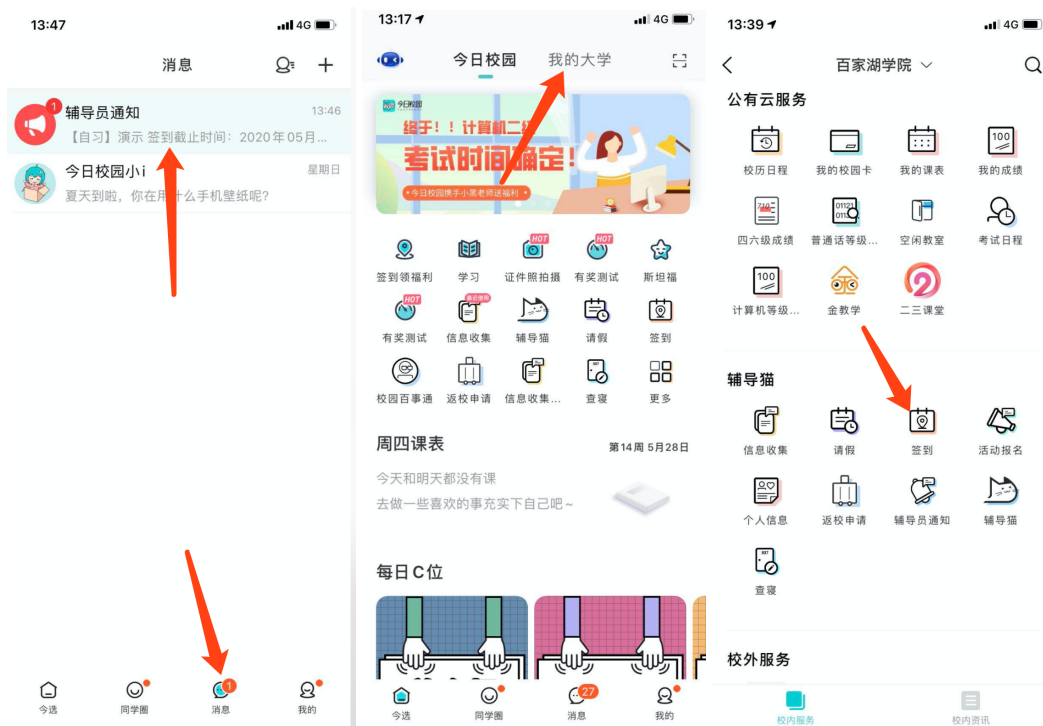 13:47
4G
消息
1
辅导员通知
13:46
【自习】演示 签到截止时间：2020年05月...
今日校园小i
星期日
夏天到啦，你在用什么手机壁纸呢？
今选
同学圈
1
消息
我的
13:17
4G
今日校园
我的大学
今日校园
终于！！计算机二级
考试时间确定！
•今日校园携手小黑老师送福利•
签到领福利
学习
HOT
证件照拍摄
HOT
有奖测试
斯坦福
HOT
有奖测试
最近使用
信息收集
辅导猫
请假
签到
校园百事通
返校申请
信息收集...
查寝
更多
周四课表
第14周 5月28日
今天和明天都没有课
去做一些喜欢的事充实下自己吧~
每日C位
今选
同学圈
27
消息
我的
13:39
4G
百家湖学院
公有云服务
校历日程
我的校园卡
我的课表
100
我的成绩
710
四六级成绩
普通话等级...
空闲教室
考试日程
100
计算机等级...
金教学
二三课堂
辅导猫
信息收集
请假
签到
活动报名
个人信息
返校申请
辅导员通知
辅导猫
查寝
校外服务
校内服务
校内资讯